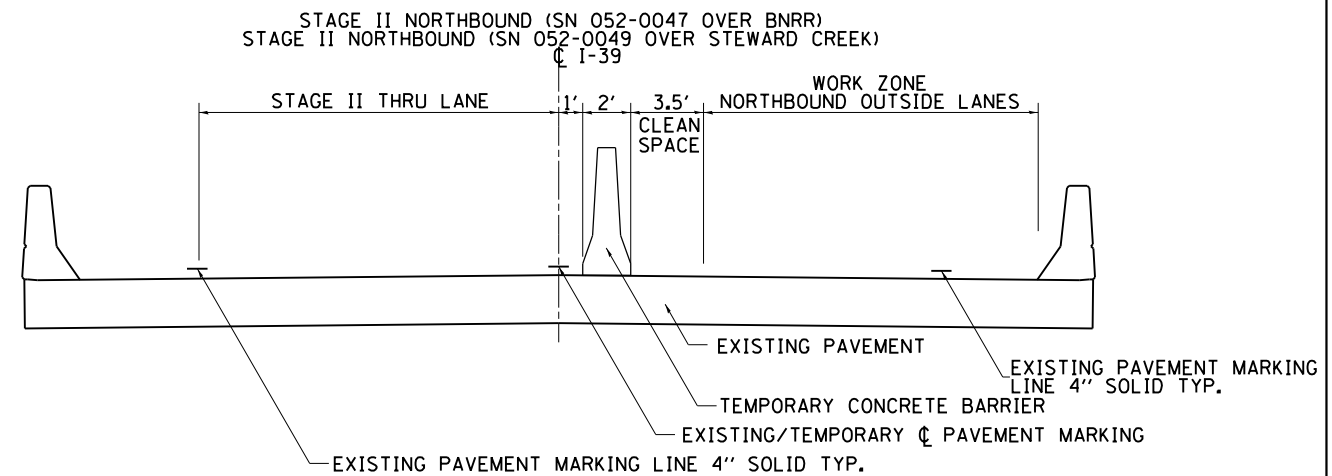 STAGE II NORTHBOUND (SN 052-0047 OVER BNRR)
STAGE II NORTHBOUND (SN 052-0049 OVER STEWARD CREEK)
℄ I-39
STAGE II THRU LANE
1'
2'
3.5'
CLEAN
SPACE
WORK ZONE
NORTHBOUND OUTSIDE LANES
EXISTING PAVEMENT
EXISTING PAVEMENT MARKING
LINE 4'' SOLID TYP.
TEMPORARY CONCRETE BARRIER
EXISTING/TEMPORARY ℄ PAVEMENT MARKING
EXISTING PAVEMENT MARKING LINE 4'' SOLID TYP.